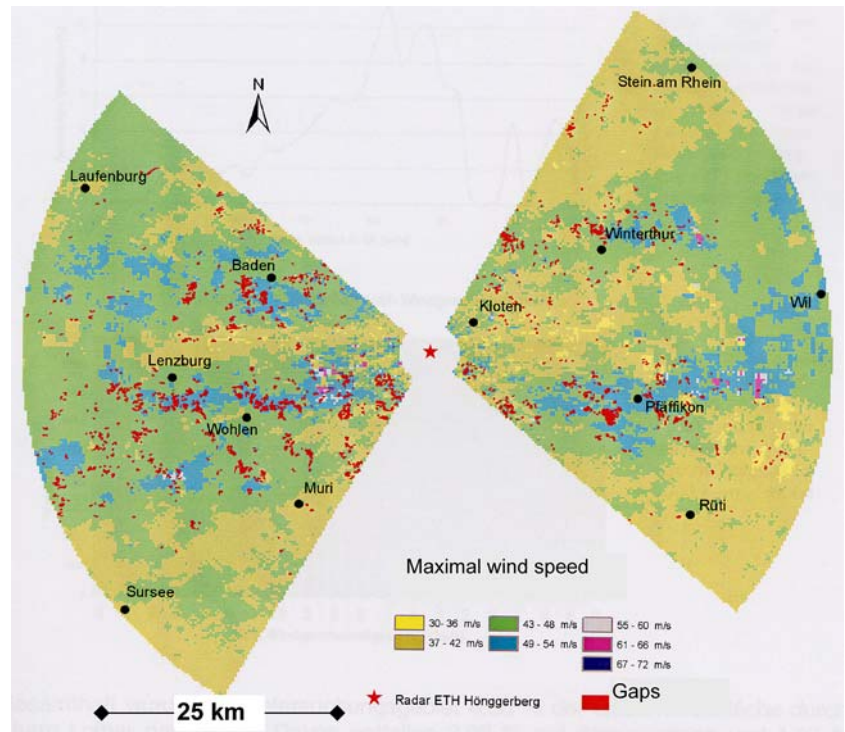 Stein am Rhein
N
Laufenburg
Winterthur
Baden
Wil
Kloten
Lenzburg
Pfäffikon
Wohlen
Muri
Rüti
Maximal wind speed
Sursee
30- 36 m/s
43 - 48 m/s
55 - 60 m/s
37 - 42 m/s
49 - 54 m/s
61 - 66 m/s
67 - 72 m/s
Radar ETH Hönggerberg
Gaps
25 km